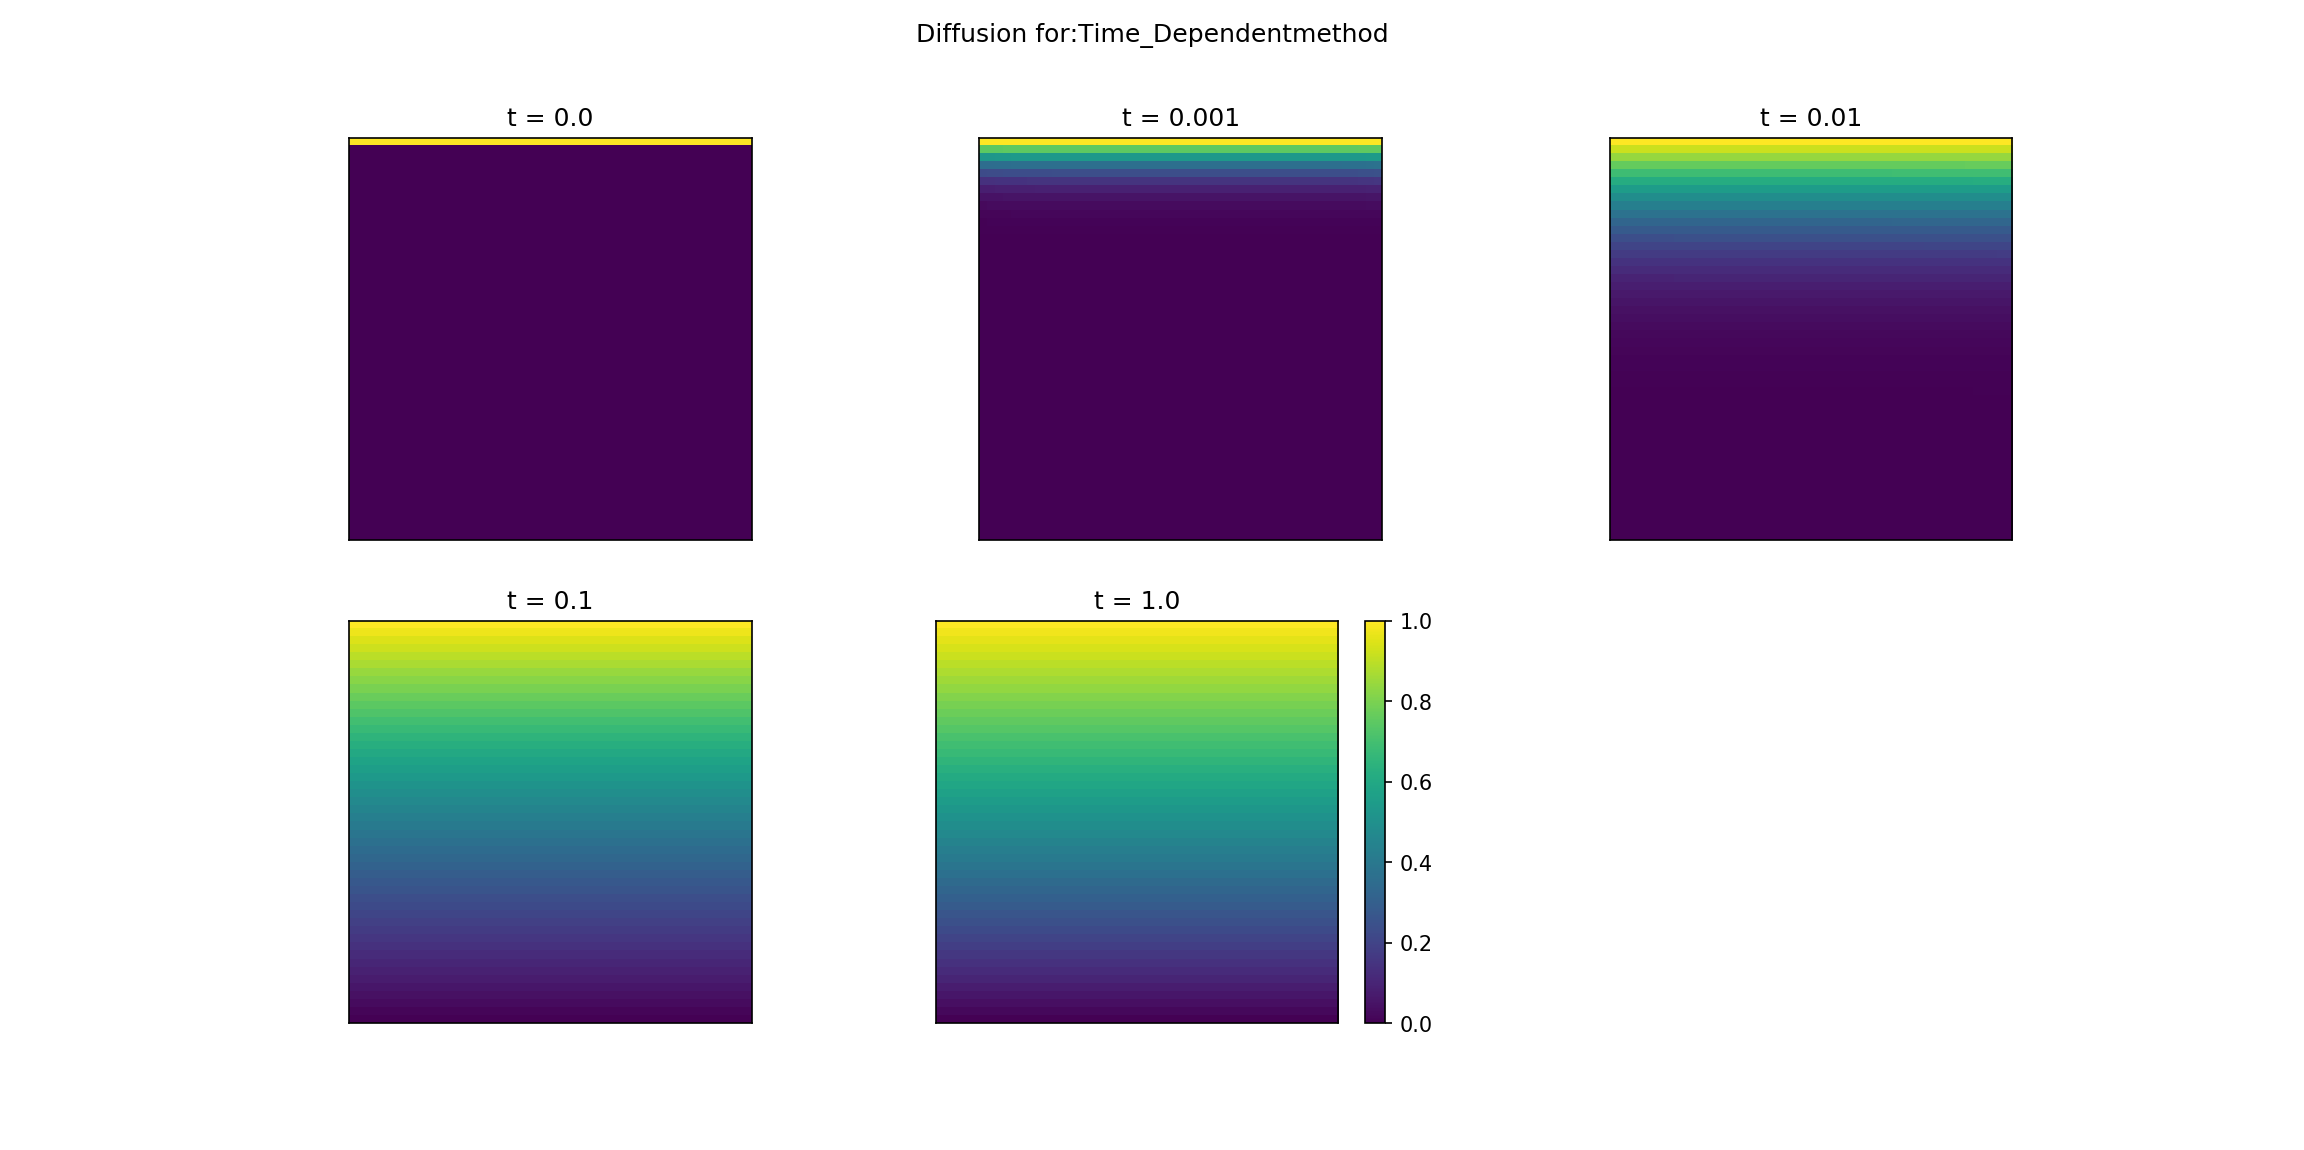 Diffusion for:Time_Dependentmethod
t = 0.0
t = 0.001
t = 0.01
t = 0.1
t = 1.0
1.0
0.8
0.6
0.4
0.2
0.0